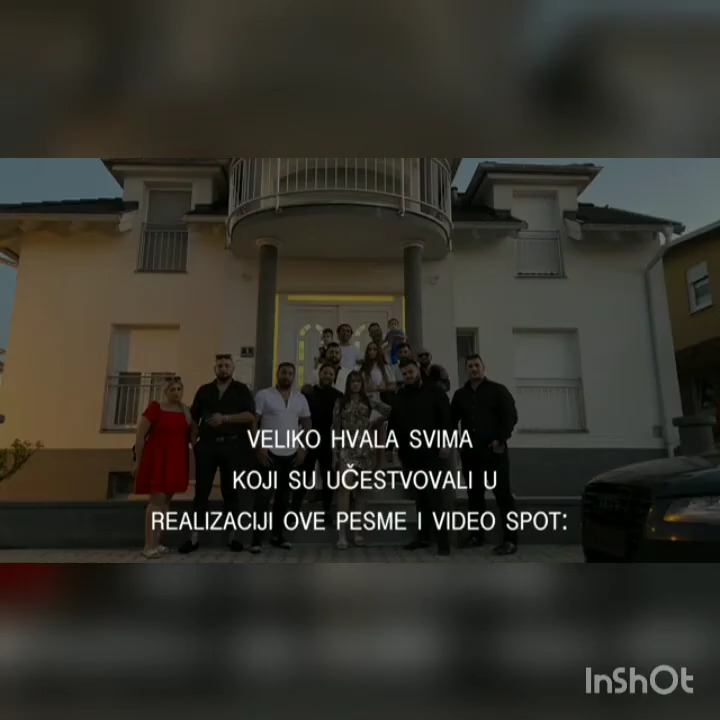 VELIKO HVALA SVIMA
KOJI SU UČESTVOVALI U
REALIZACIJI OVE PESME I VIDEO SPOT:
InShOt